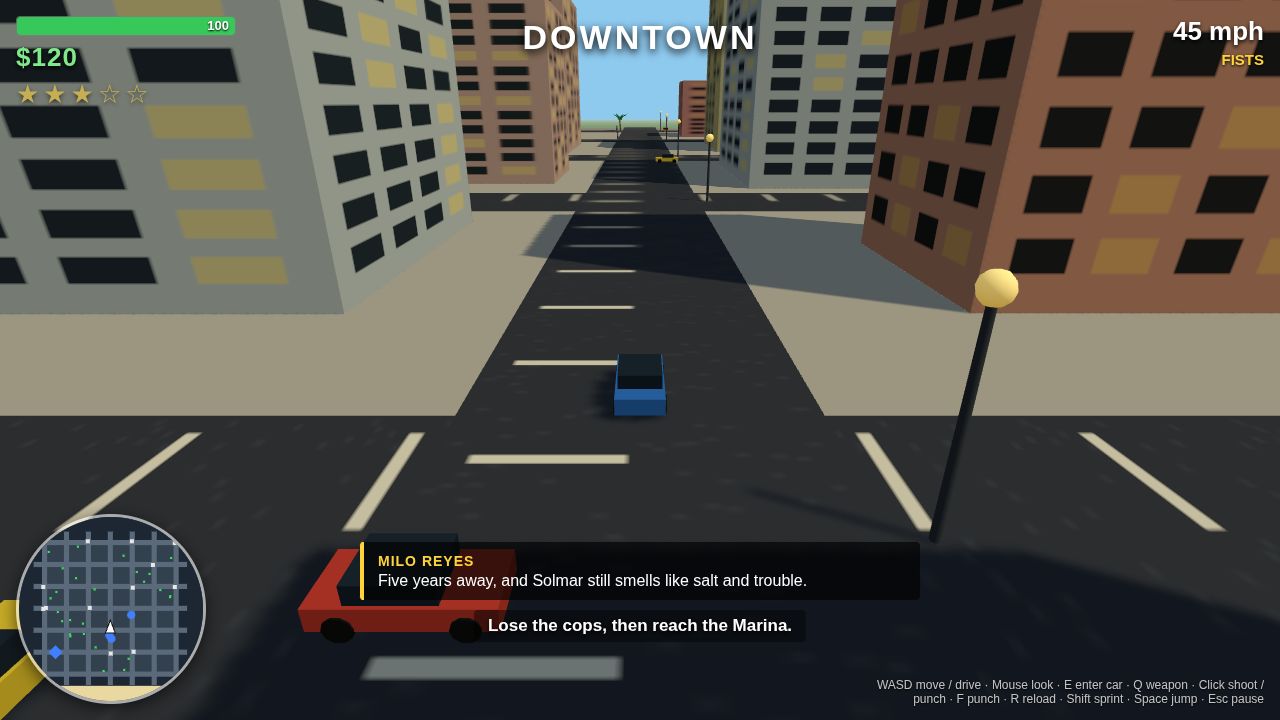 100
$120
DOWNTOWN
45 mph
FISTS
MILO REYES
Five years away, and Solmar still smells like salt and trouble.
Lose the cops, then reach the Marina.
WASD move / drive · Mouse look · E enter car · Q weapon · Click shoot /
punch · F punch · R reload · Shift sprint · Space jump · Esc pause